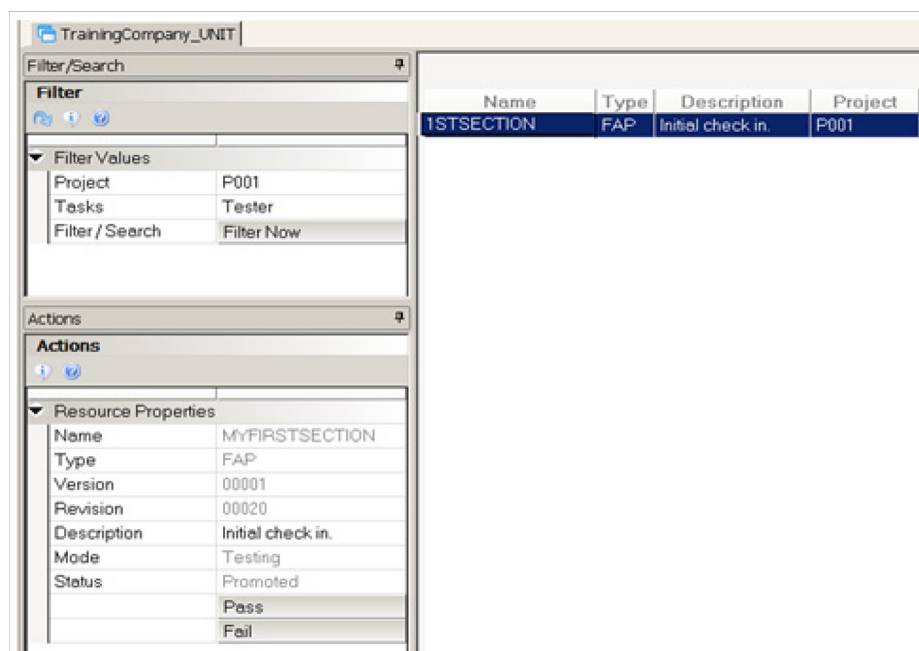 TrainingCompany_UNIT
Filter/Search
Filter
Filter Values
Project P001
Tasks Tester
Filter / Search Filter Now
Actions
Actions
Resource Properties
Name MYFIRSTSECTION
Type FAP
Version 00001
Revision 00020
Description Initial check in.
Mode Testing
Status Promoted
Pass
Fail
Name Type Description Project
1STSECTION FAP Initial check in. P001